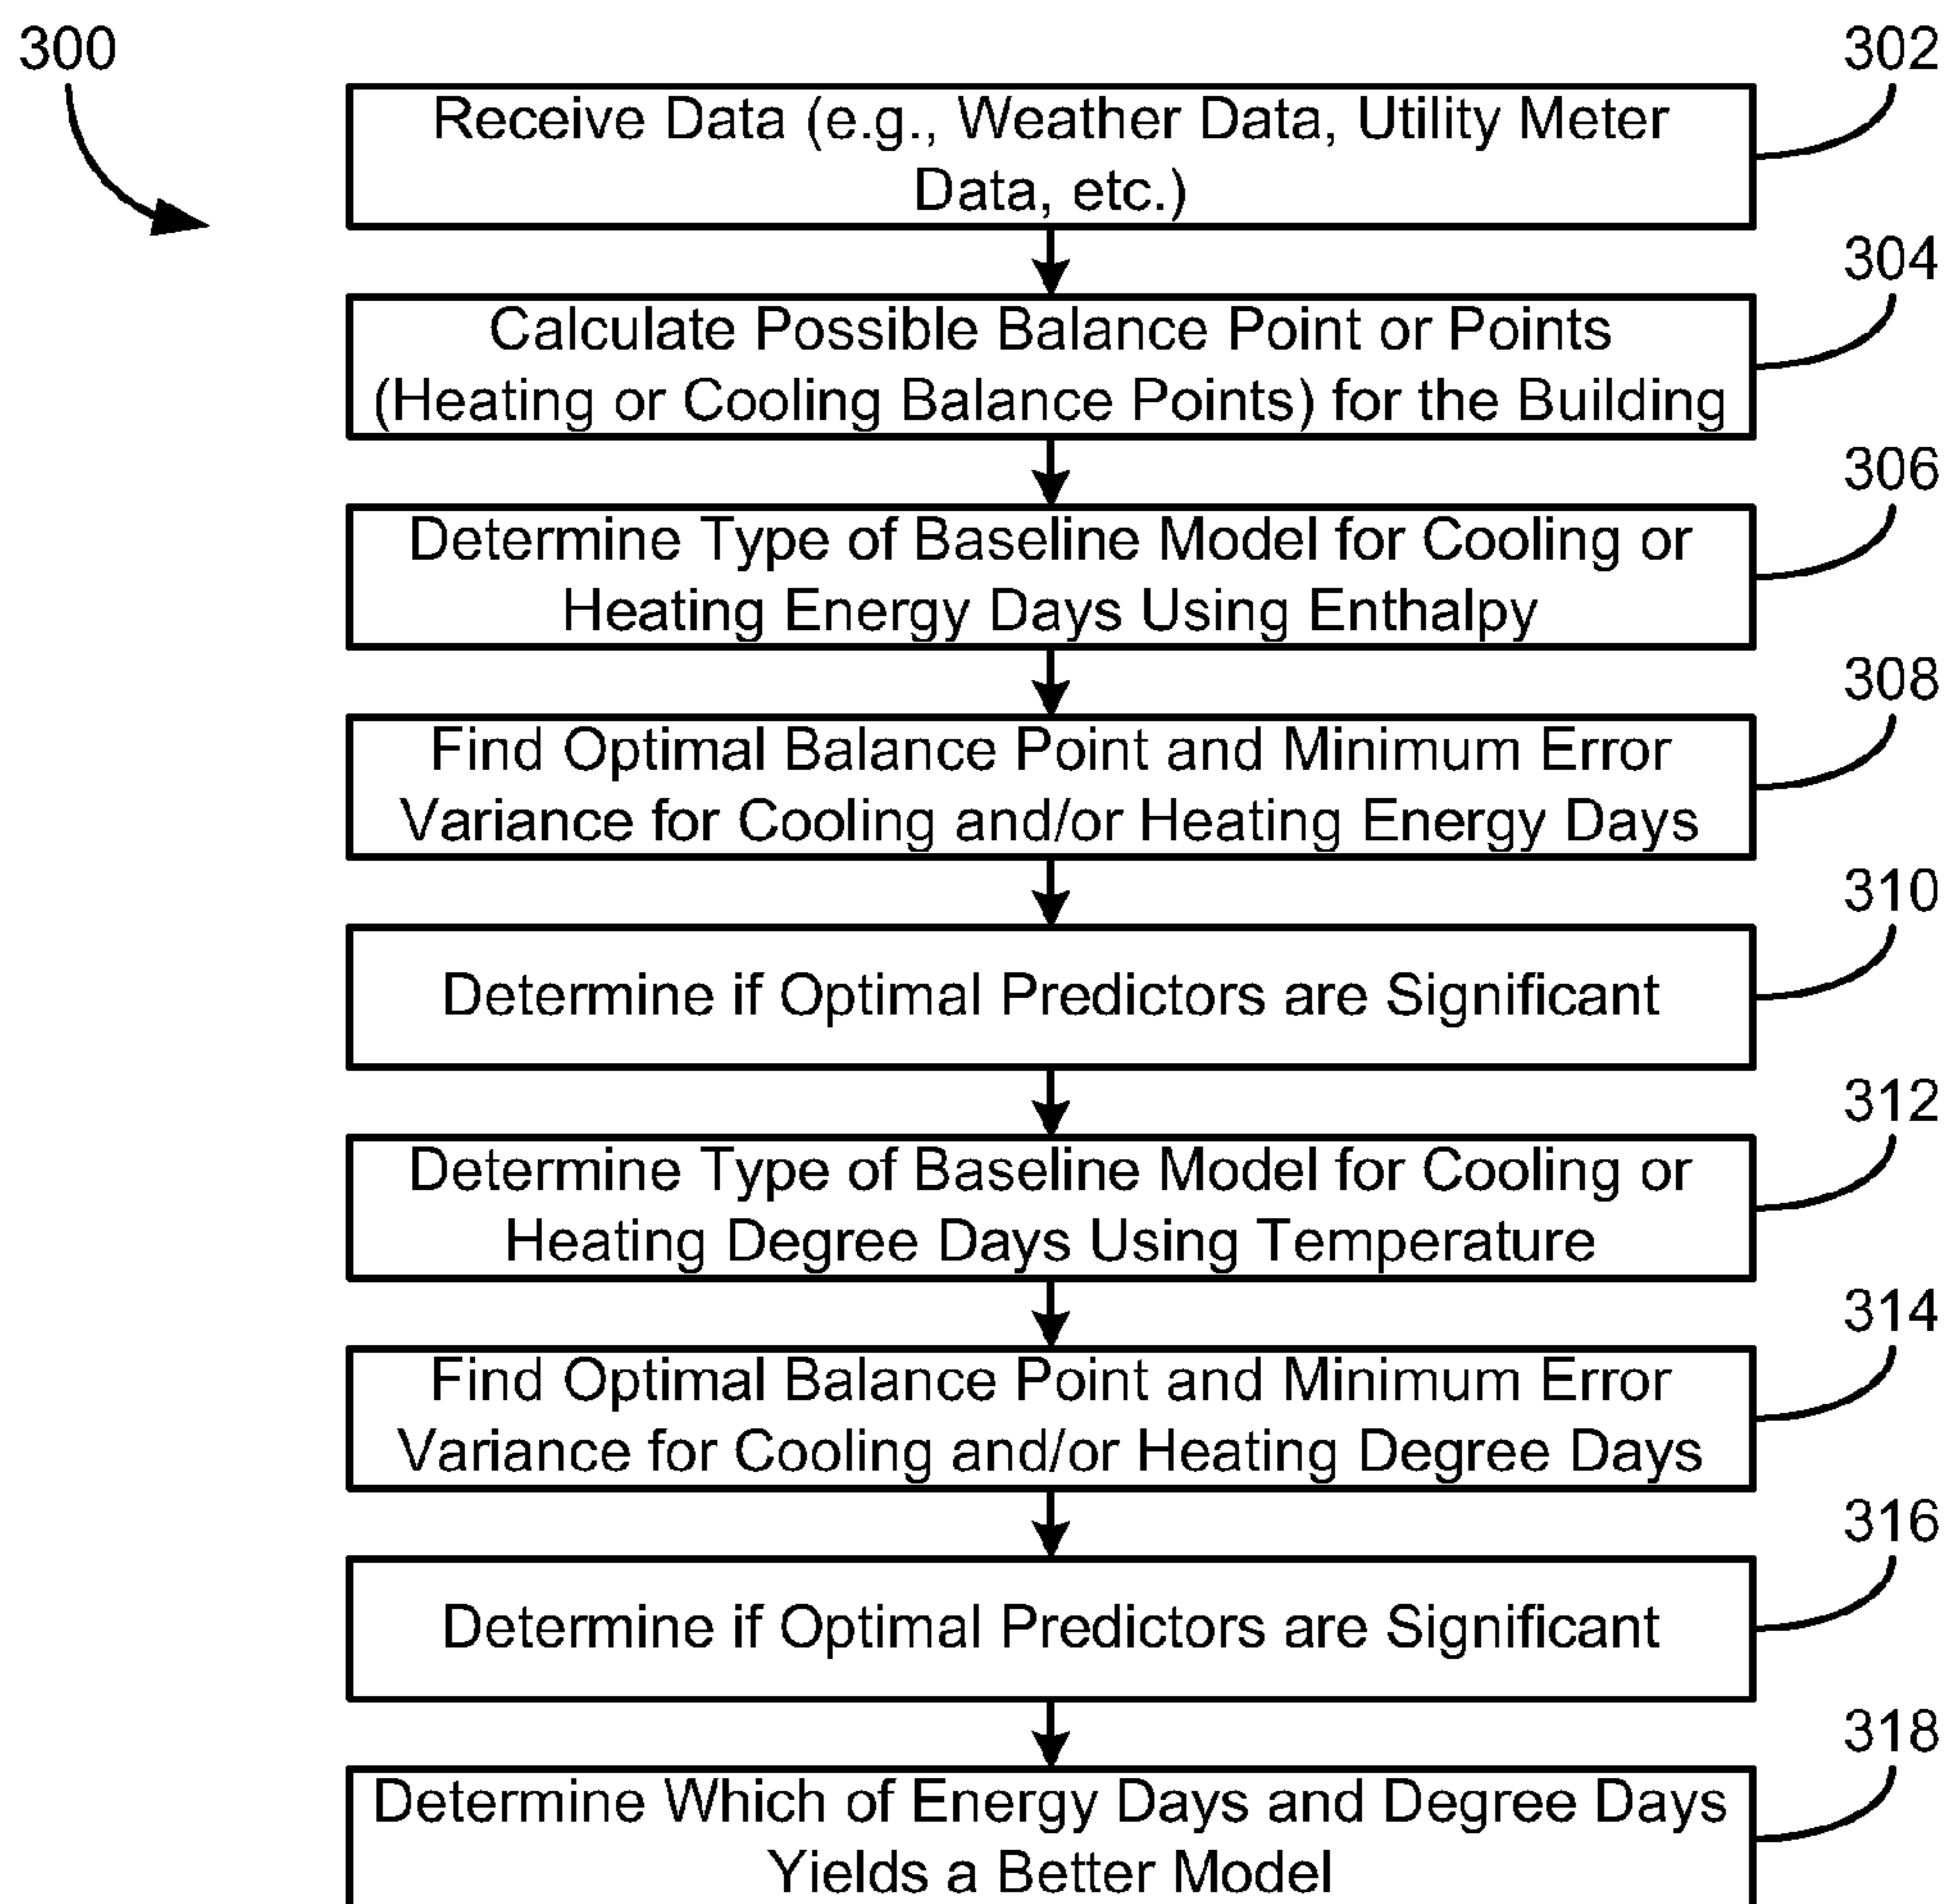 300
302
Receive Data (e.g., Weather Data, Utility Meter
Data, etc.)
304
Calculate Possible Balance Point or Points
(Heating or Cooling Balance Points) for the Building
306
Determine Type of Baseline Model for Cooling or
Heating Energy Days Using Enthalpy
308
Find Optimal Balance Point and Minimum Error
Variance for Cooling and/or Heating Energy Days
310
Determine if Optimal Predictors are Significant
312
Determine Type of Baseline Model for Cooling or
Heating Degree Days Using Temperature
314
Find Optimal Balance Point and Minimum Error
Variance for Cooling and/or Heating Degree Days
316
Determine if Optimal Predictors are Significant
318
Determine Which of Energy Days and Degree Days
Yields a Better Model